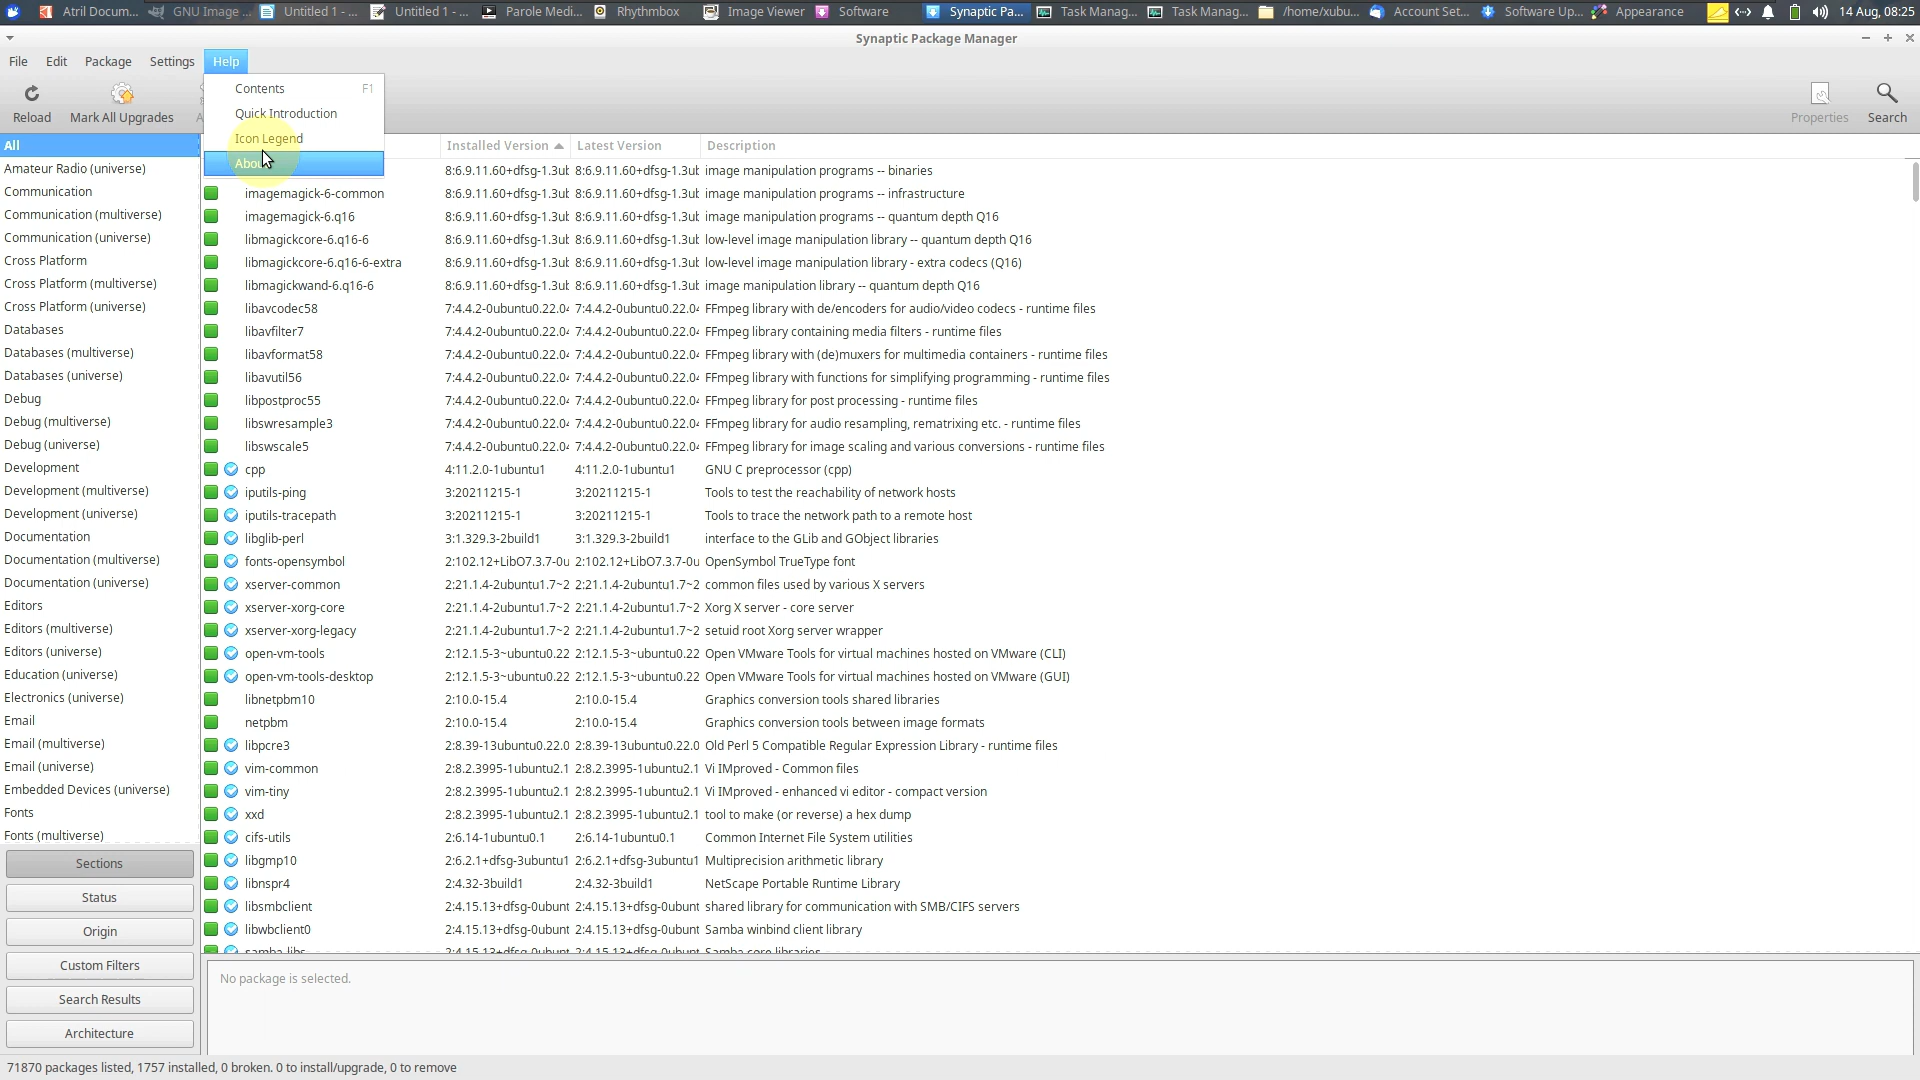 Atril Docum... GNU Image ... Untitled 1 - ... Untitled 1 - ... Parole Medi... Rhythmbox Image Viewer Software Synaptic Pa... Task Manag... Task Manag... /home/xubu... Account Set... Software Up... Appearance 14 Aug, 08:25
Synaptic Package Manager
File Edit Package Settings Help
Contents F1
Quick Introduction
Icon Legend
Reload Mark All Upgrades Properties Search
All
Amateur Radio (universe)
Communication
Communication (multiverse)
Communication (universe)
Cross Platform
Cross Platform (multiverse)
Cross Platform (universe)
Databases
Databases (multiverse)
Databases (universe)
Debug
Debug (multiverse)
Debug (universe)
Development
Development (multiverse)
Development (universe)
Documentation
Documentation (multiverse)
Documentation (universe)
Editors
Editors (multiverse)
Editors (universe)
Education (universe)
Electronics (universe)
Email
Email (multiverse)
Email (universe)
Embedded Devices (universe)
Fonts
Fonts (multiverse)
Sections
Status
Origin
Custom Filters
Search Results
Architecture
Installed Version Latest Version Description
8:6.9.11.60+dfsg-1.3ub 8:6.9.11.60+dfsg-1.3ub image manipulation programs -- binaries
imagemagick-6-common 8:6.9.11.60+dfsg-1.3ub 8:6.9.11.60+dfsg-1.3ub image manipulation programs -- infrastructure
imagemagick-6.q16 8:6.9.11.60+dfsg-1.3ub 8:6.9.11.60+dfsg-1.3ub image manipulation programs -- quantum depth Q16
libmagickcore-6.q16-6 8:6.9.11.60+dfsg-1.3ub 8:6.9.11.60+dfsg-1.3ub low-level image manipulation library -- quantum depth Q16
libmagickcore-6.q16-6-extra 8:6.9.11.60+dfsg-1.3ub 8:6.9.11.60+dfsg-1.3ub low-level image manipulation library - extra codecs (Q16)
libmagickwand-6.q16-6 8:6.9.11.60+dfsg-1.3ub 8:6.9.11.60+dfsg-1.3ub image manipulation library -- quantum depth Q16
libavcodec58 7:4.4.2-0ubuntu0.22.04 7:4.4.2-0ubuntu0.22.04 FFmpeg library with de/encoders for audio/video codecs - runtime files
libavfilter7 7:4.4.2-0ubuntu0.22.04 7:4.4.2-0ubuntu0.22.04 FFmpeg library containing media filters - runtime files
libavformat58 7:4.4.2-0ubuntu0.22.04 7:4.4.2-0ubuntu0.22.04 FFmpeg library with (de)muxers for multimedia containers - runtime files
libavutil56 7:4.4.2-0ubuntu0.22.04 7:4.4.2-0ubuntu0.22.04 FFmpeg library with functions for simplifying programming - runtime files
libpostproc55 7:4.4.2-0ubuntu0.22.04 7:4.4.2-0ubuntu0.22.04 FFmpeg library for post processing - runtime files
libswresample3 7:4.4.2-0ubuntu0.22.04 7:4.4.2-0ubuntu0.22.04 FFmpeg library for audio resampling, rematrixing etc. - runtime files
libswscale5 7:4.4.2-0ubuntu0.22.04 7:4.4.2-0ubuntu0.22.04 FFmpeg library for image scaling and various conversions - runtime files
cpp 4:11.2.0-1ubuntu1 4:11.2.0-1ubuntu1 GNU C preprocessor (cpp)
iputils-ping 3:20211215-1 3:20211215-1 Tools to test the reachability of network hosts
iputils-tracepath 3:20211215-1 3:20211215-1 Tools to trace the network path to a remote host
libglib-perl 3:1.329.3-2build1 3:1.329.3-2build1 interface to the GLib and GObject libraries
fonts-opensymbol 2:102.12+LibO7.3.7-0u 2:102.12+LibO7.3.7-0u OpenSymbol TrueType font
xserver-common 2:21.1.4-2ubuntu1.7~2 2:21.1.4-2ubuntu1.7~2 common files used by various X servers
xserver-xorg-core 2:21.1.4-2ubuntu1.7~2 2:21.1.4-2ubuntu1.7~2 Xorg X server - core server
xserver-xorg-legacy 2:21.1.4-2ubuntu1.7~2 2:21.1.4-2ubuntu1.7~2 setuid root Xorg server wrapper
open-vm-tools 2:12.1.5-3~ubuntu0.22 2:12.1.5-3~ubuntu0.22 Open VMware Tools for virtual machines hosted on VMware (CLI)
open-vm-tools-desktop 2:12.1.5-3~ubuntu0.22 2:12.1.5-3~ubuntu0.22 Open VMware Tools for virtual machines hosted on VMware (GUI)
libnetpbm10 2:10.0-15.4 2:10.0-15.4 Graphics conversion tools shared libraries
netpbm 2:10.0-15.4 2:10.0-15.4 Graphics conversion tools between image formats
libpcre3 2:8.39-13ubuntu0.22.0 2:8.39-13ubuntu0.22.0 Old Perl 5 Compatible Regular Expression Library - runtime files
vim-common 2:8.2.3995-1ubuntu2.1 2:8.2.3995-1ubuntu2.1 Vi IMproved - Common files
vim-tiny 2:8.2.3995-1ubuntu2.1 2:8.2.3995-1ubuntu2.1 Vi IMproved - enhanced vi editor - compact version
xxd 2:8.2.3995-1ubuntu2.1 2:8.2.3995-1ubuntu2.1 tool to make (or reverse) a hex dump
cifs-utils 2:6.14-1ubuntu0.1 2:6.14-1ubuntu0.1 Common Internet File System utilities
libgmp10 2:6.2.1+dfsg-3ubuntu1 2:6.2.1+dfsg-3ubuntu1 Multiprecision arithmetic library
libnspr4 2:4.32-3build1 2:4.32-3build1 NetScape Portable Runtime Library
libsmbclient 2:4.15.13+dfsg-0ubunt 2:4.15.13+dfsg-0ubunt shared library for communication with SMB/CIFS servers
libwbclient0 2:4.15.13+dfsg-0ubunt 2:4.15.13+dfsg-0ubunt Samba winbind client library
samba-libs 2:4.15.13+dfsg-0ubunt 2:4.15.13+dfsg-0ubunt Samba core libraries
No package is selected.
71870 packages listed, 1757 installed, 0 broken. 0 to install/upgrade, 0 to remove